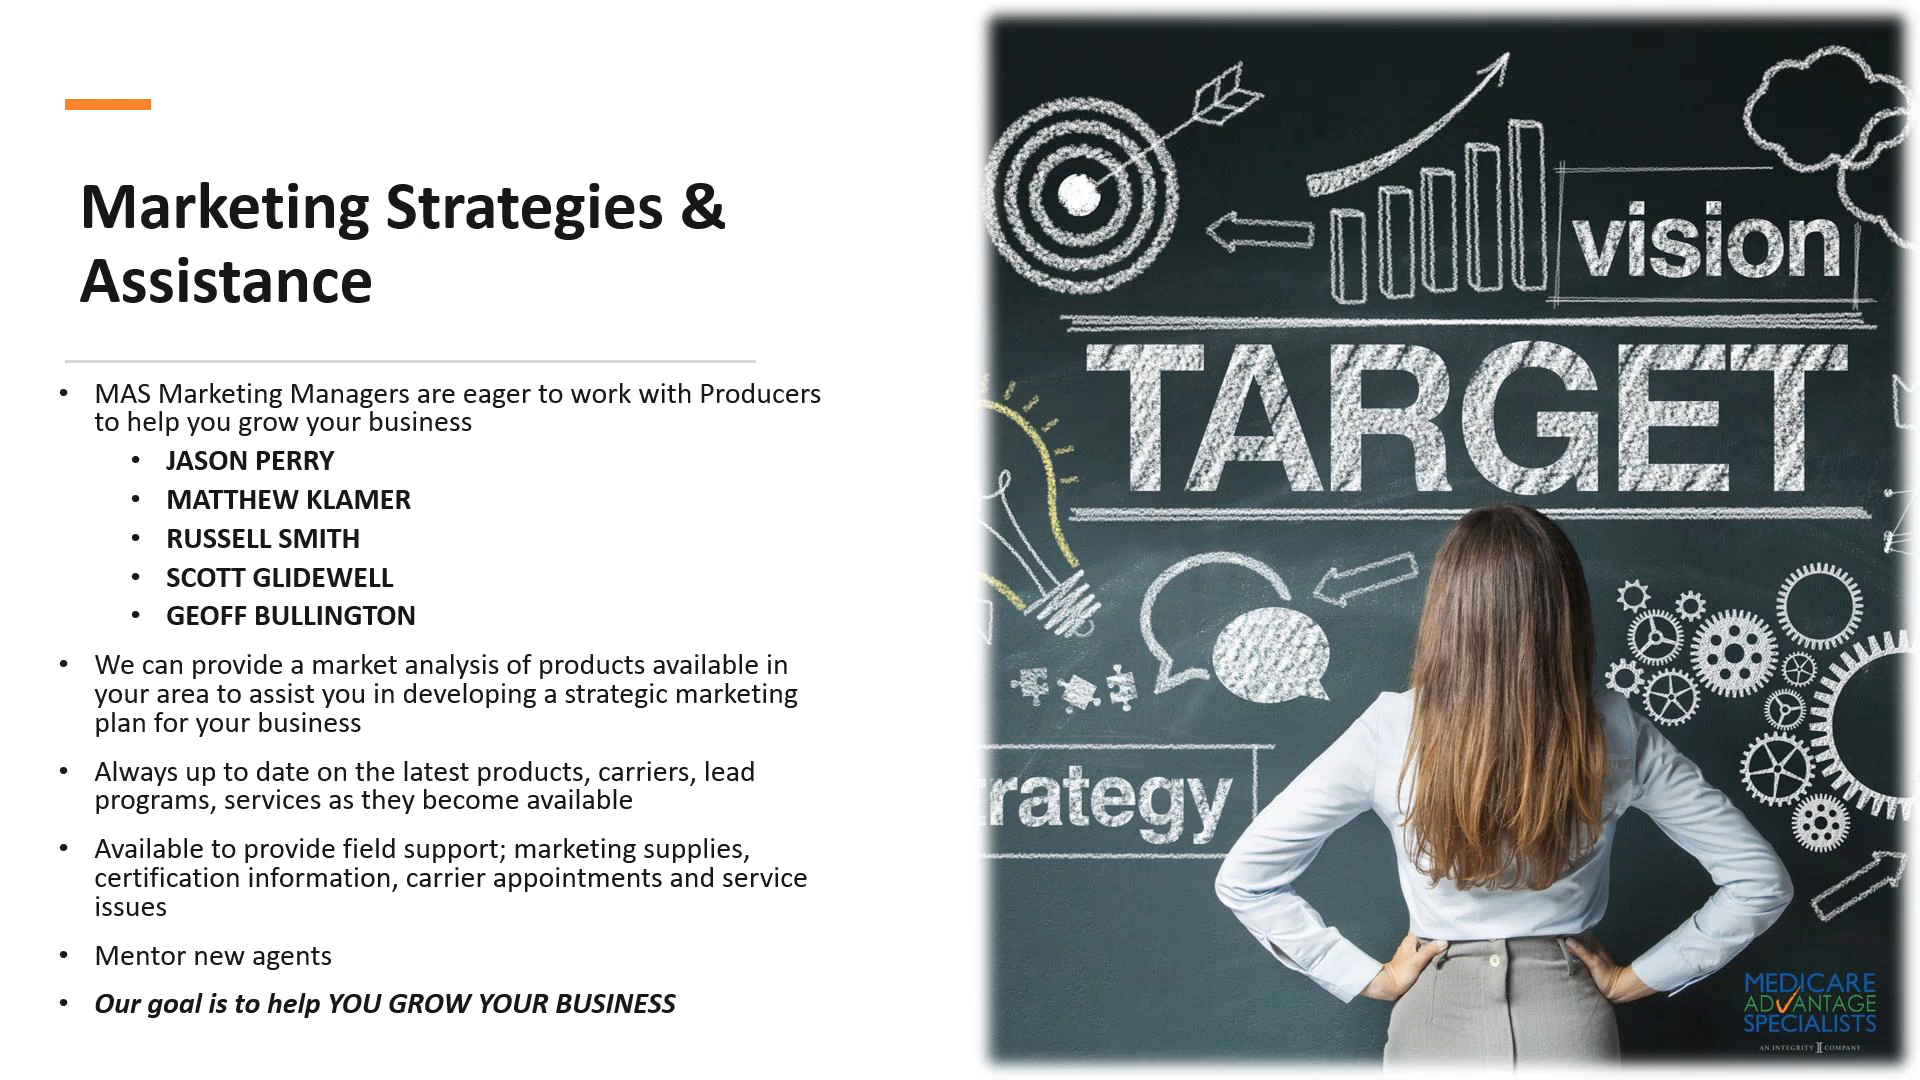 Marketing Strategies &
Assistance
• MAS Marketing Managers are eager to work with Producers
to help you grow your business
• JASON PERRY
• MATTHEW KLAMER
• RUSSELL SMITH
• SCOTT GLIDEWELL
• GEOFF BULLINGTON
• We can provide a market analysis of products available in
your area to assist you in developing a strategic marketing
plan for your business
• Always up to date on the latest products, carriers, lead
programs, services as they become available
• Available to provide field support; marketing supplies,
certification information, carrier appointments and service
issues
• Mentor new agents
• Our goal is to help YOU GROW YOUR BUSINESS
vision
TARGET
trategy
MEDICARE
ADVANTAGE
SPECIALISTS
AN INTEGRITY COMPANY